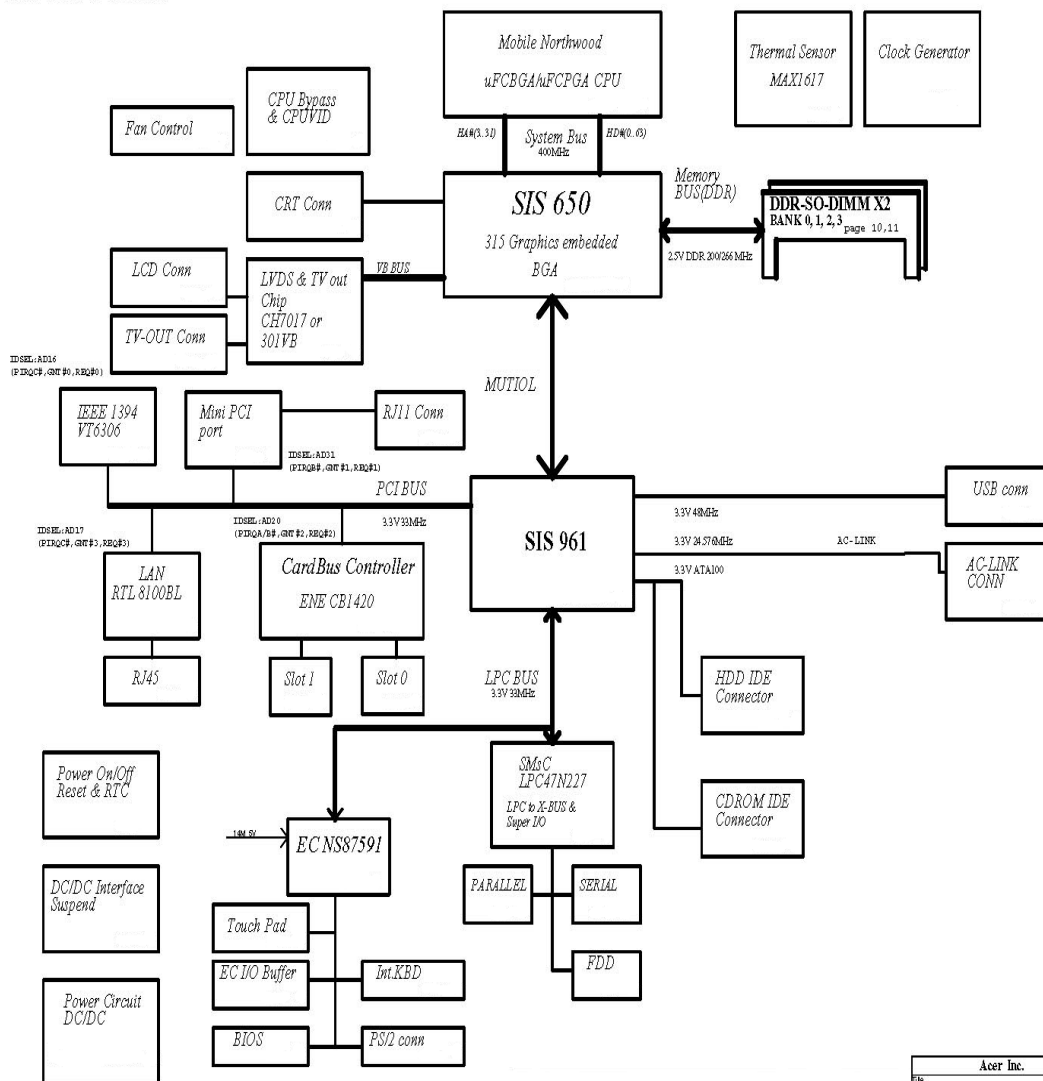 Mobile Northwood
uFCBGA/uFCPGA CPU
Thermal Sensor
MAX1617
Clock Generator
CPU Bypass
& CPUVID
Fan Control
HA#(3..31)
System Bus
400MHz
HD#(0..63)
Memory
BUS(DDR)
SIS 650
315 Graphics embedded
BGA
DDR-SO-DIMM X2
BANK 0, 1, 2, 3
page 10,11
2.5V DDR 200/266 MHz
CRT Conn
LCD Conn
VB BUS
LVDS & TV out
Chip
CH7017 or
301VB
TV-OUT Conn
IDSEL:AD16
(PIRQC#,GNT#0,REQ#0)
MUTIOL
IEEE 1394
VT6306
Mini PCI
port
RJ11 Conn
IDSEL:AD31
(PIRQB#,GNT#1,REQ#1)
PCI BUS
3.3V 33MHz
IDSEL:AD17
(PIRQC#,GNT#3,REQ#3)
IDSEL:AD20
(PIRQA/B#,GNT#2,REQ#2)
SIS 961
USB conn
3.3V 48MHz
3.3V 24.576MHz
AC-LINK
AC-LINK
CONN
3.3V ATA100
LAN
RTL 8100BL
CardBus Controller
ENE CB1420
RJ45
Slot 1
Slot 0
LPC BUS
3.3V 33MHz
HDD IDE
Connector
Power On/Off
Reset & RTC
SMsC
LPC47N227
LPC to X-BUS &
Super I/O
CDROM IDE
Connector
14M 5V
EC NS87591
DC/DC Interface
Suspend
PARALLEL
SERIAL
Touch Pad
EC I/O Buffer
Int.KBD
FDD
Power Circuit
DC/DC
BIOS
PS/2 conn
Acer Inc.
Title